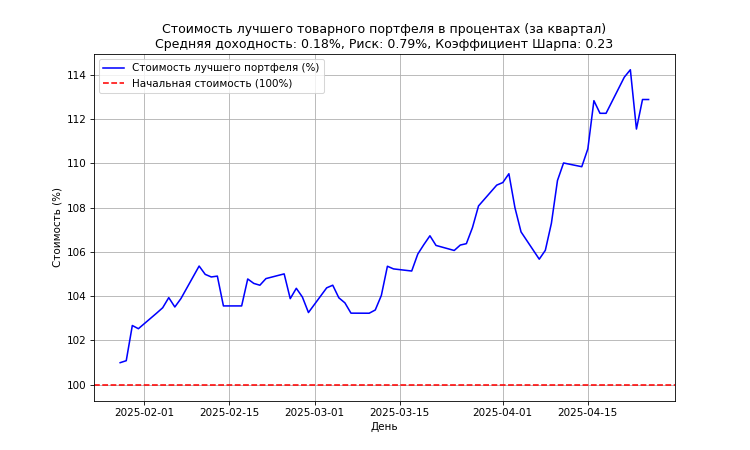 Стоимость лучшего товарного портфеля в процентах (за квартал)
Средняя доходность: 0.18%, Риск: 0.79%, Коэффициент Шарпа: 0.23
Стоимость лучшего портфеля (%)
Начальная стоимость (100%)
Стоимость (%)
114
112
110
108
106
104
102
100
2025-02-01
2025-02-15
2025-03-01
2025-03-15
2025-04-01
2025-04-15
День